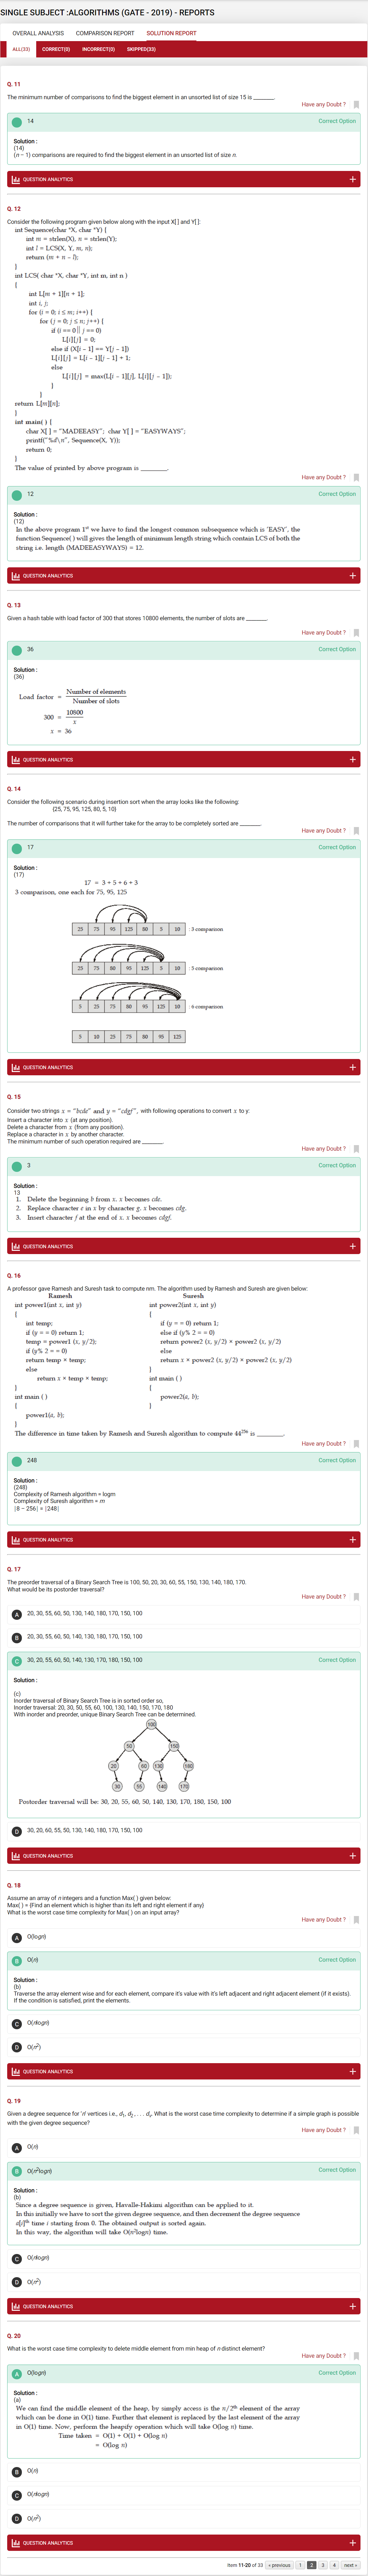 SINGLE SUBJECT :ALGORITHMS (GATE - 2019) - REPORTS
OVERALL ANALYSIS COMPARISON REPORT SOLUTION REPORT
ALL(33) CORRECT(0) INCORRECT(0) SKIPPED(33)
Q. 11
The minimum number of comparisons to find the biggest element in an unsorted list of size 15 is ________.
Have any Doubt ?
14 Correct Option
Solution :
(14)
(n – 1) comparisons are required to find the biggest element in an unsorted list of size n.
QUESTION ANALYTICS +
Q. 12
Consider the following program given below along with the input X[ ] and Y[ ]:
int Sequence(char *X, char *Y) {
int m = strlen(X), n = strlen(Y);
int l = LCS(X, Y, m, n);
return (m + n – l);
}
int LCS( char *X, char *Y, int m, int n )
{
int L[m + 1][n + 1];
int i, j;
for (i = 0; i ≤ m; i++) {
for (j = 0; j ≤ n; j++) {
if (i == 0 || j == 0)
L[i][j] = 0;
else if (X[i – 1] == Y[j – 1])
L[i][j] = L[i – 1][j – 1] + 1;
else
L[i][j] = max(L[i – 1][j], L[i][j – 1]);
}
}
return L[m][n];
}
int main( ) {
char X[ ] = "MADEEASY"; char Y[ ] = "EASYWAYS";
printf("%d\n", Sequence(X, Y));
return 0;
}
The value of printed by above program is ________.
Have any Doubt ?
12 Correct Option
Solution :
(12)
In the above program 1st we have to find the longest common subsequence which is 'EASY', the
function Sequence( ) will gives the length of minimum length string which contain LCS of both the
string i.e. length (MADEEASYWAYS) = 12.
QUESTION ANALYTICS +
Q. 13
Given a hash table with load factor of 300 that stores 10800 elements, the number of slots are ________.
Have any Doubt ?
36 Correct Option
Solution :
(36)
Load factor = Number of elements
Number of slots
300 = 10800
x
x = 36
QUESTION ANALYTICS +
Q. 14
Consider the following scenario during insertion sort when the array looks like the following:
{25, 75, 95, 125, 80, 5, 10}
The number of comparisons that it will further take for the array to be completely sorted are ________.
Have any Doubt ?
17 Correct Option
Solution :
(17)
17 = 3 + 5 + 6 + 3
3 comparison, one each for 75, 95, 125
25 75 95 125 80 5 10 : 3 comparison
25 75 80 95 125 5 10 : 5 comparison
5 25 75 80 95 125 10 : 6 comparison
5 10 25 75 80 95 125
QUESTION ANALYTICS +
Q. 15
Consider two strings x = "bcde" and y = "cdgf", with following operations to convert x to y:
Insert a character into x (at any position).
Delete a character from x (from any position).
Replace a character in x by another character.
The minimum number of such operation required are ________.
Have any Doubt ?
3 Correct Option
Solution :
13
1. Delete the beginning b from x. x becomes cde.
2. Replace character e in x by character g. x becomes cdg.
3. Insert character f at the end of x. x becomes cdgf.
QUESTION ANALYTICS +
Q. 16
A professor gave Ramesh and Suresh task to compute nm. The algorithm used by Ramesh and Suresh are given below:
Ramesh Suresh
int power1(int x, int y) int power2(int x, int y)
{ {
int temp; if (y = = 0) return 1;
if (y = = 0) return 1; else if (y% 2 = = 0)
temp = power1 (x, y/2); return power2 (x, y/2) × power2 (x, y/2)
if (y% 2 = = 0) else
return temp × temp; return x × power2 (x, y/2) × power2 (x, y/2)
else }
return x × temp × temp; int main ( )
} {
int main ( ) power2(a, b);
{ }
power1(a, b);
}
The difference in time taken by Ramesh and Suresh algorithm to compute 44256 is ________.
Have any Doubt ?
248 Correct Option
Solution :
(248)
Complexity of Ramesh algorithm = logm
Complexity of Suresh algorithm = m
|8 – 256| = |248|
QUESTION ANALYTICS +
Q. 17
The preorder traversal of a Binary Search Tree is 100, 50, 20, 30, 60, 55, 150, 130, 140, 180, 170.
What would be its postorder traversal?
Have any Doubt ?
A 20, 30, 55, 60, 50, 130, 140, 180, 170, 150, 100
B 20, 30, 55, 60, 50, 140, 130, 180, 170, 150, 100
C 30, 20, 55, 60, 50, 140, 130, 170, 180, 150, 100 Correct Option
Solution :
(c)
Inorder traversal of Binary Search Tree is in sorted order so,
Inorder traversal: 20, 30, 50, 55, 60, 100, 130, 140, 150, 170, 180
With inorder and preorder, unique Binary Search Tree can be determined.
100
50 150
20 60 130 180
30 55 140 170
Postorder traversal will be: 30, 20, 55, 60, 50, 140, 130, 170, 180, 150, 100
D 30, 20, 60, 55, 50, 130, 140, 180, 170, 150, 100
QUESTION ANALYTICS +
Q. 18
Assume an array of n integers and a function Max( ) given below:
Max( ) = {Find an element which is higher than its left and right element if any}
What is the worst case time complexity for Max( ) on an input array?
Have any Doubt ?
A O(logn)
B O(n) Correct Option
Solution :
(b)
Traverse the array element wise and for each element, compare it's value with it's left adjacent and right adjacent element (if it exists).
If the condition is satisfied, print the elements.
C O(nlogn)
D O(n2)
QUESTION ANALYTICS +
Q. 19
Given a degree sequence for 'n' vertices i.e., d1, d2 , . . . dn. What is the worst case time complexity to determine if a simple graph is possible
with the given degree sequence?
Have any Doubt ?
A O(n)
B O(n2logn) Correct Option
Solution :
(b)
Since a degree sequence is given, Havalle-Hakimi algorithm can be applied to it.
In this initially we have to sort the given degree sequence, and then decrement the degree sequence
s[i]th time i starting from 0. The obtained output is sorted again.
In this way, the algorithm will take O(n2logn) time.
C O(nlogn)
D O(n2)
QUESTION ANALYTICS +
Q. 20
What is the worst case time complexity to delete middle element from min heap of n distinct element?
Have any Doubt ?
A O(logn) Correct Option
Solution :
(a)
We can find the middle element of the heap, by simply access is the n/2th element of the array
which can be done in O(1) time. Further that element is replaced by the last element of the array
in O(1) time. Now, perform the heapify operation which will take O(log n) time.
Time taken = O(1) + O(1) + O(log n)
= O(log n)
B O(n)
C O(nlogn)
D O(n2)
QUESTION ANALYTICS +
Item 11-20 of 33 « previous 1 2 3 4 next »